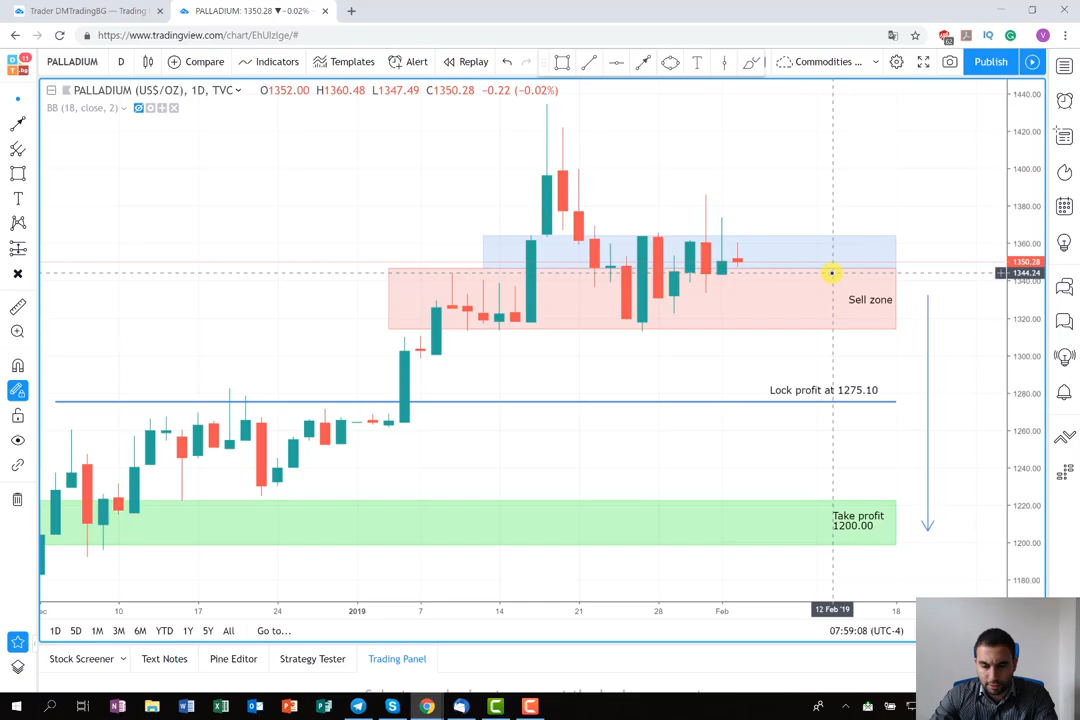 Trader DMTradingBG — Trading
PALLADIUM: 1350.28 ▼−0.02%
https://www.tradingview.com/chart/EhUlzIge/#
PALLADIUM D Compare Indicators Templates Alert Replay Commodities ... Publish
PALLADIUM (US$/OZ), 1D, TVC O1352.00 H1360.48 L1347.49 C1350.28 −0.22 (−0.02%)
BB (18, close, 2)
11
1440.00
1420.00
1400.00
1380.00
1360.00
1350.28
1344.24
1340.00
1320.00
1300.00
1280.00
1260.00
1240.00
1220.00
1200.00
1180.00
Sell zone
Lock profit at 1275.10
Take profit
1200.00
10 17 24 2019 7 14 21 28 Feb 12 Feb '19 18
1D 5D 1M 3M 6M YTD 1Y 5Y All Go to... 07:59:08 (UTC-4)
Stock Screener Text Notes Pine Editor Strategy Tester Trading Panel